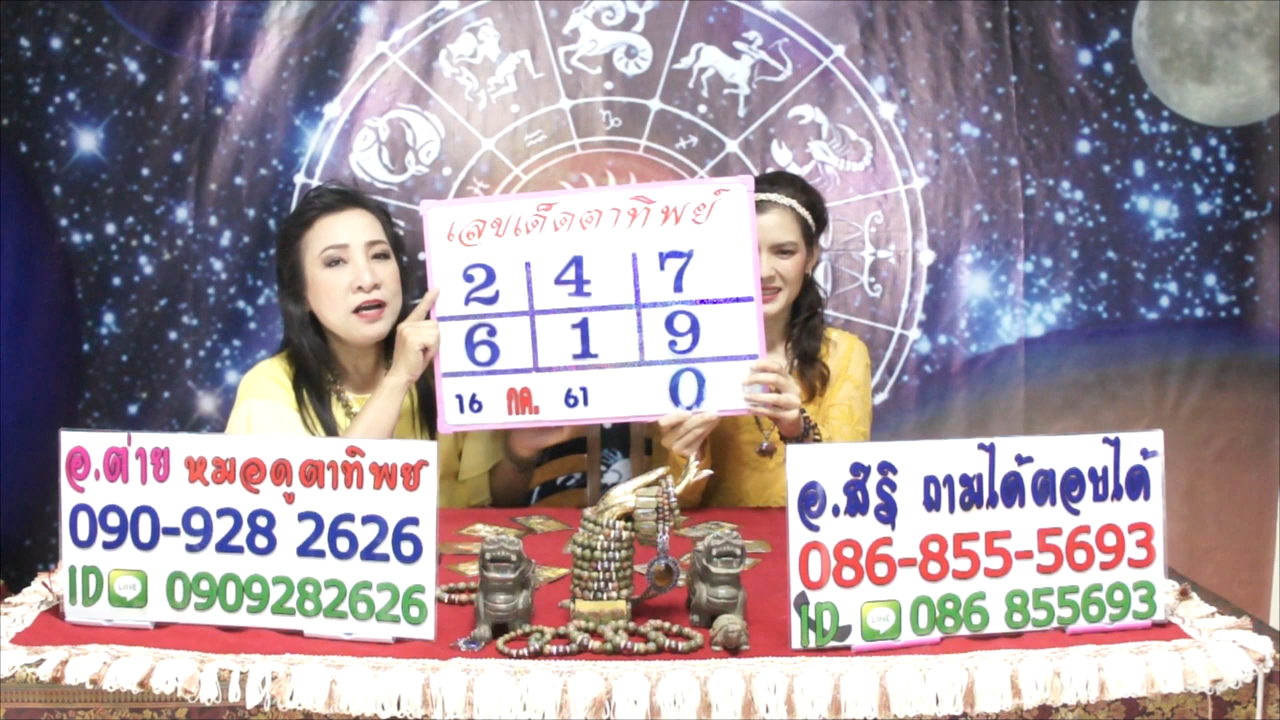 เลขเด็ดตาทิพย์
2 4 7
6 1 9
16 กค. 61 0
อ.ต่าย หมอดูตาทิพย
090-928 2626
ID LINE 0909282626
อ.สิริ ถามได้ตอบได้
086-855-5693
ID LINE 086 855693